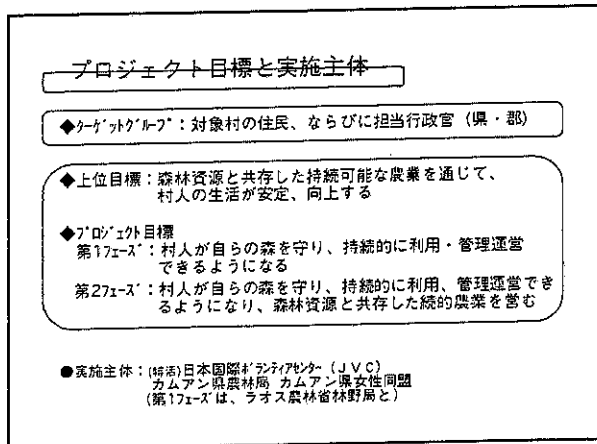 プロジェクト目標と実施主体
◆ﾀｰｹﾞｯﾄｸﾞﾙｰﾌﾟ：対象村の住民、ならびに担当行政官（県・郡）
◆上位目標：森林資源と共存した持続可能な農業を通じて、
村人の生活が安定、向上する
◆ﾌﾟﾛｼﾞｪｸﾄ目標
第1ﾌｪｰｽﾞ：村人が自らの森を守り、持続的に利用・管理運営
できるようになる
第2ﾌｪｰｽﾞ：村人が自らの森を守り、持続的に利用、管理運営でき
るようになり、森林資源と共存した続的農業を営む
●実施主体：(特活)日本国際ﾎﾞﾗﾝﾃｨｱｾﾝﾀｰ（ＪＶＣ）
カムアン県農林局 カムアン県女性同盟
(第1ﾌｪｰｽﾞは、ラオス農林省林野局と)